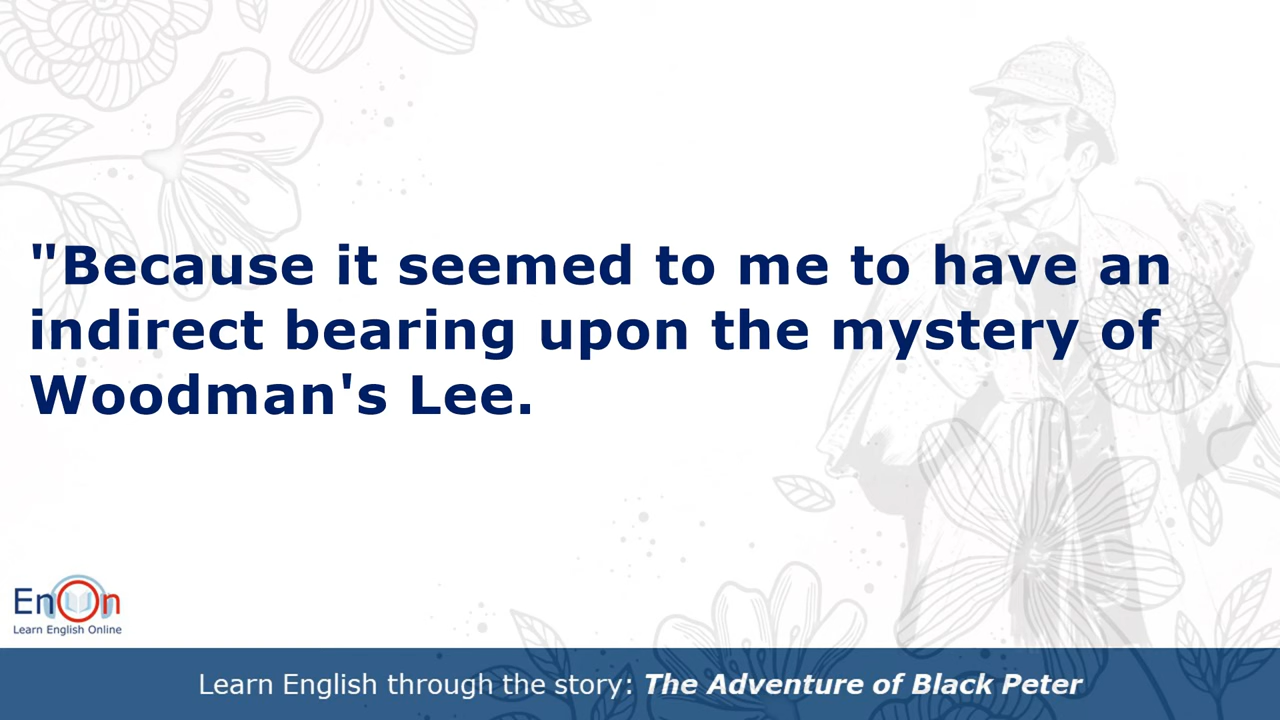 "Because it seemed to me to have an
indirect bearing upon the mystery of
Woodman's Lee.
EnOn
Learn English Online
Learn English through the story: The Adventure of Black Peter